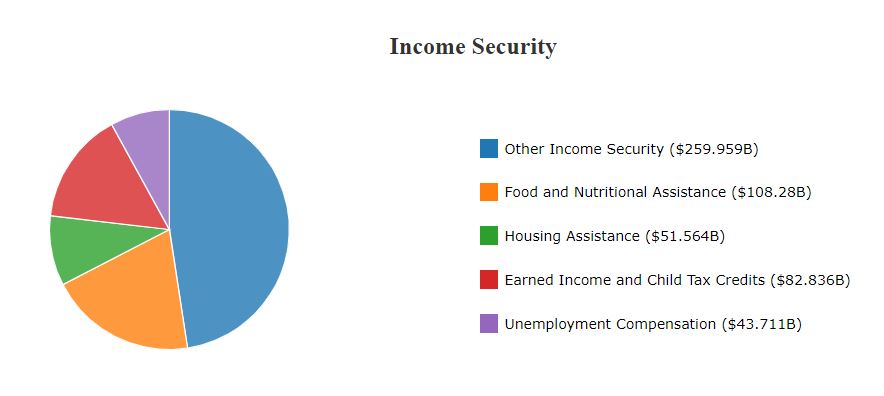 Income Security
Other Income Security ($259.959B)
Food and Nutritional Assistance ($108.28B)
Housing Assistance ($51.564B)
Earned Income and Child Tax Credits ($82.836B)
Unemployment Compensation ($43.711B)